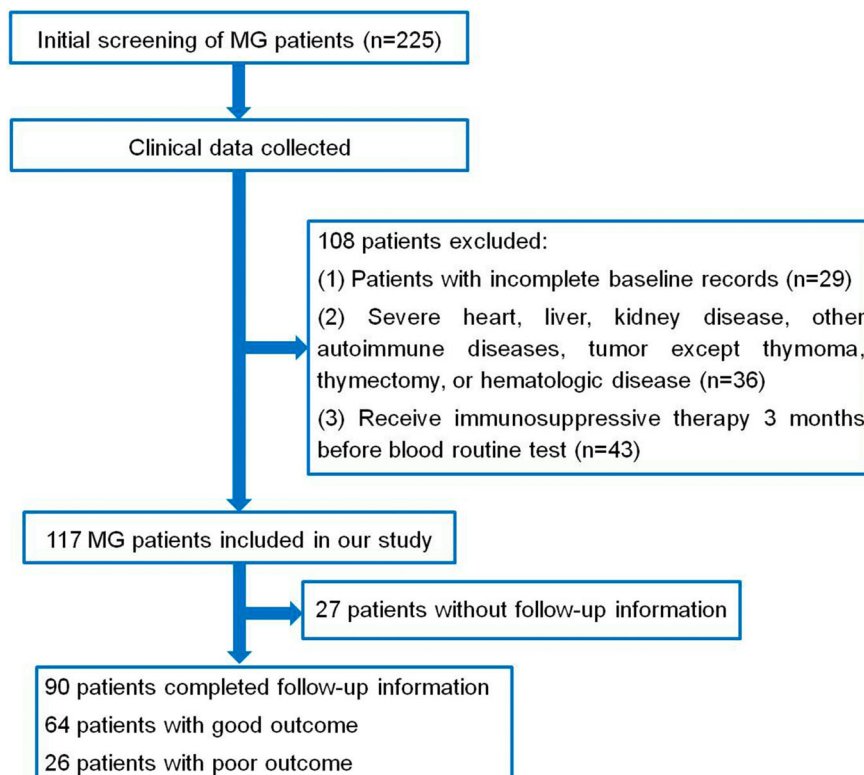 Initial screening of MG patients (n=225)
Clinical data collected
108 patients excluded:
(1) Patients with incomplete baseline records (n=29)
(2) Severe heart, liver, kidney disease, other
autoimmune diseases, tumor except thymoma,
thymectomy, or hematologic disease (n=36)
(3) Receive immunosuppressive therapy 3 months
before blood routine test (n=43)
117 MG patients included in our study
27 patients without follow-up information
90 patients completed follow-up information
64 patients with good outcome
26 patients with poor outcome